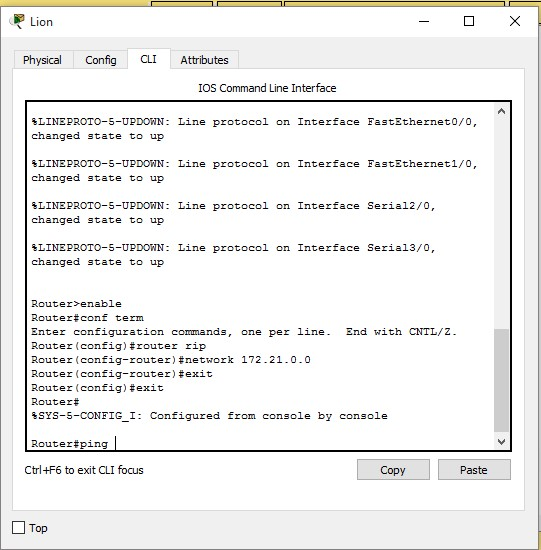 Lion
Physical
Config
CLI
Attributes
IOS Command Line Interface
%LINEPROTO-5-UPDOWN: Line protocol on Interface FastEthernet0/0,
changed state to up
%LINEPROTO-5-UPDOWN: Line protocol on Interface FastEthernet1/0,
changed state to up
%LINEPROTO-5-UPDOWN: Line protocol on Interface Serial2/0,
changed state to up
%LINEPROTO-5-UPDOWN: Line protocol on Interface Serial3/0,
changed state to up
Router>enable
Router#conf term
Enter configuration commands, one per line.  End with CNTL/Z.
Router(config)#router rip
Router(config-router)#network 172.21.0.0
Router(config-router)#exit
Router(config)#exit
Router#
%SYS-5-CONFIG_I: Configured from console by console
Router#ping
Ctrl+F6 to exit CLI focus
Copy
Paste
Top